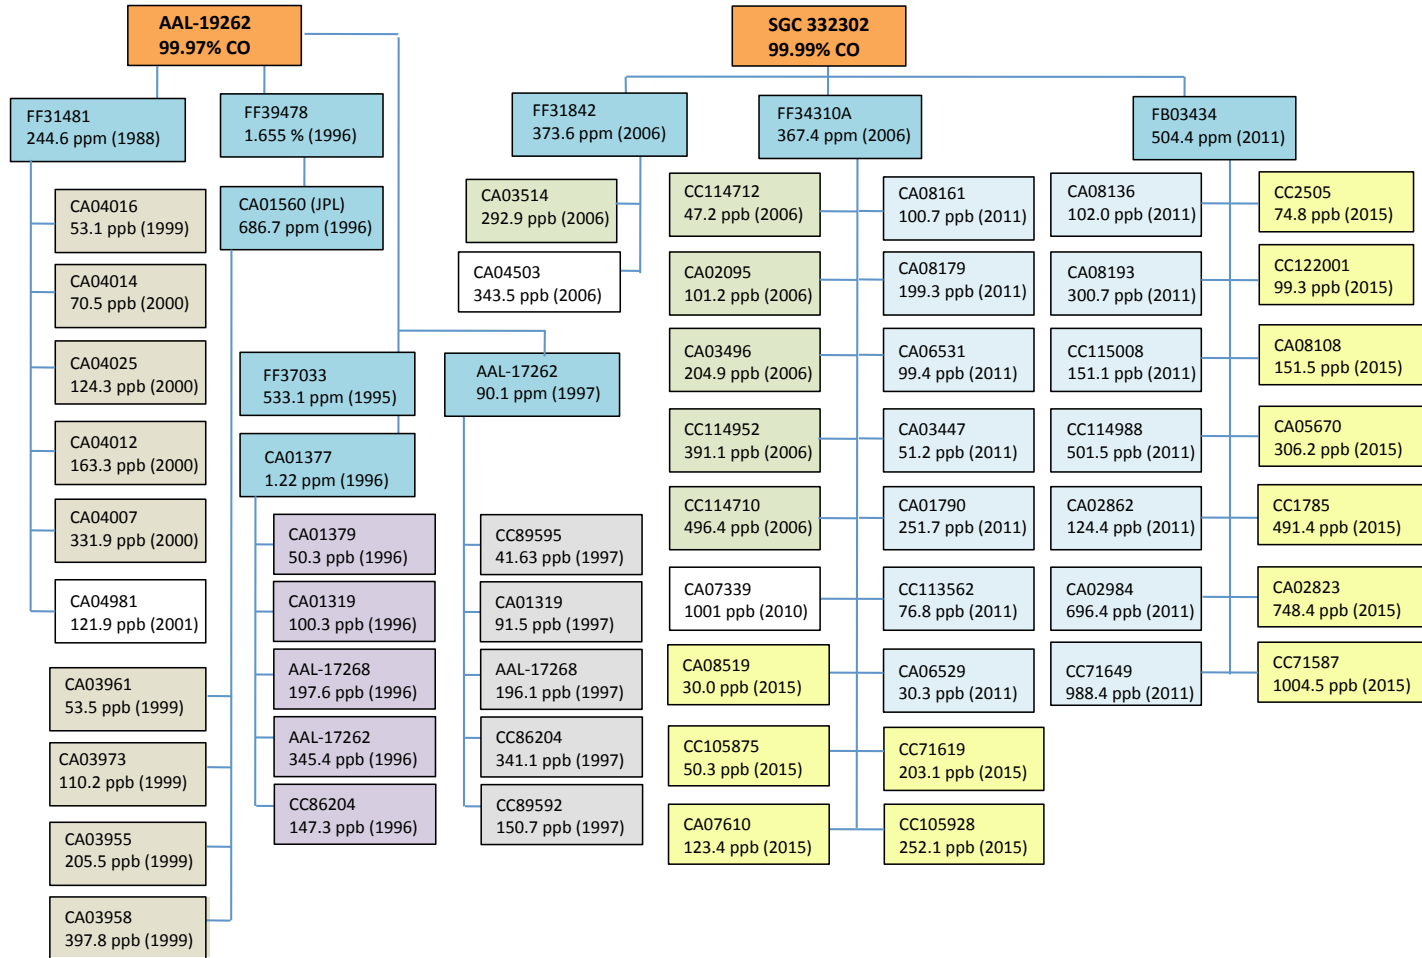 AAL-19262
99.97% CO
SGC 332302
99.99% CO
FF31481
244.6 ppm (1988)
FF39478
1.655 % (1996)
FF31842
373.6 ppm (2006)
FF34310A
367.4 ppm (2006)
FB03434
504.4 ppm (2011)
CA04016
53.1 ppb (1999)
CA04014
70.5 ppb (2000)
CA04025
124.3 ppb (2000)
CA04012
163.3 ppb (2000)
CA04007
331.9 ppb (2000)
CA04981
121.9 ppb (2001)
CA01560 (JPL)
686.7 ppm (1996)
CA03961
53.5 ppb (1999)
CA03973
110.2 ppb (1999)
CA03955
205.5 ppb (1999)
CA03958
397.8 ppb (1999)
FF37033
533.1 ppm (1995)
CA01377
1.22 ppm (1996)
CA01379
50.3 ppb (1996)
CA01319
100.3 ppb (1996)
AAL-17268
197.6 ppb (1996)
AAL-17262
345.4 ppb (1996)
CC86204
147.3 ppb (1996)
AAL-17262
90.1 ppm (1997)
CC89595
41.63 ppb (1997)
CA01319
91.5 ppb (1997)
AAL-17268
196.1 ppb (1997)
CC86204
341.1 ppb (1997)
CC89592
150.7 ppb (1997)
CA03514
292.9 ppb (2006)
CA04503
343.5 ppb (2006)
CC114712
47.2 ppb (2006)
CA02095
101.2 ppb (2006)
CA03496
204.9 ppb (2006)
CC114952
391.1 ppb (2006)
CC114710
496.4 ppb (2006)
CA07339
1001 ppb (2010)
CA08519
30.0 ppb (2015)
CC105875
50.3 ppb (2015)
CA07610
123.4 ppb (2015)
CA08161
100.7 ppb (2011)
CA08179
199.3 ppb (2011)
CA06531
99.4 ppb (2011)
CA03447
51.2 ppb (2011)
CA01790
251.7 ppb (2011)
CC113562
76.8 ppb (2011)
CA06529
30.3 ppb (2011)
CC71619
203.1 ppb (2015)
CC105928
252.1 ppb (2015)
CA08136
102.0 ppb (2011)
CA08193
300.7 ppb (2011)
CC115008
151.1 ppb (2011)
CC114988
501.5 ppb (2011)
CA02862
124.4 ppb (2011)
CA02984
696.4 ppb (2011)
CC71649
988.4 ppb (2011)
CC2505
74.8 ppb (2015)
CC122001
99.3 ppb (2015)
CA08108
151.5 ppb (2015)
CA05670
306.2 ppb (2015)
CC1785
491.4 ppb (2015)
CA02823
748.4 ppb (2015)
CC71587
1004.5 ppb (2015)